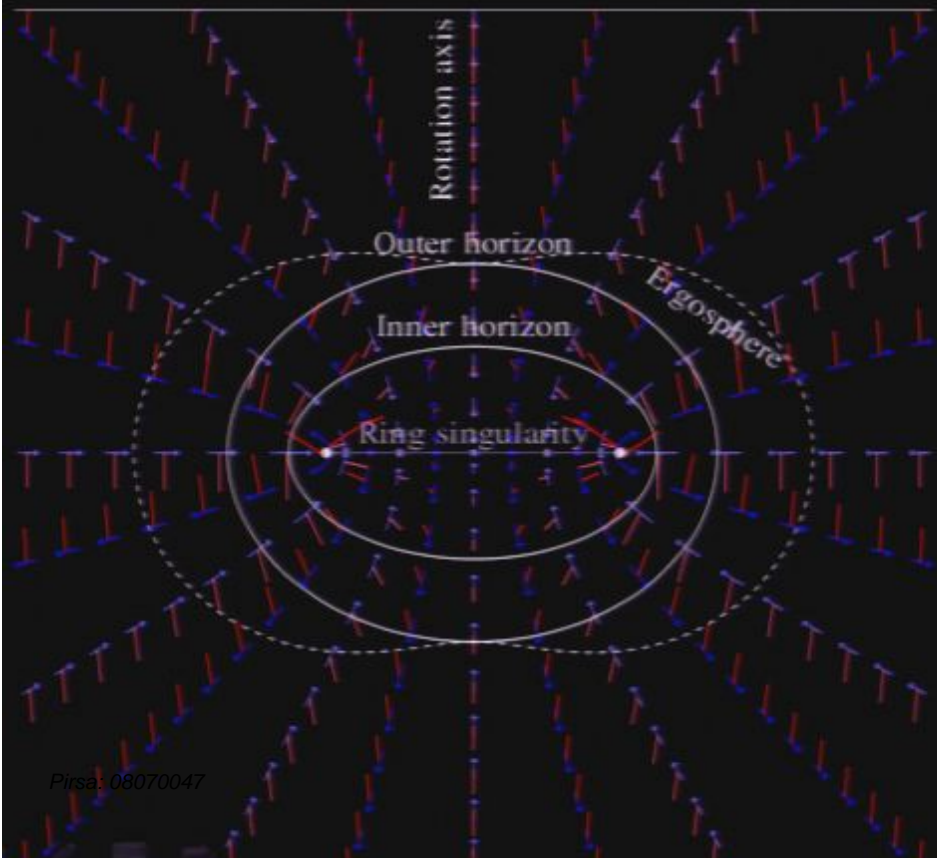 Rotation axis
Outer horizon
Ergosphere
Inner horizon
Ring singularity
Pirsa: 08070047